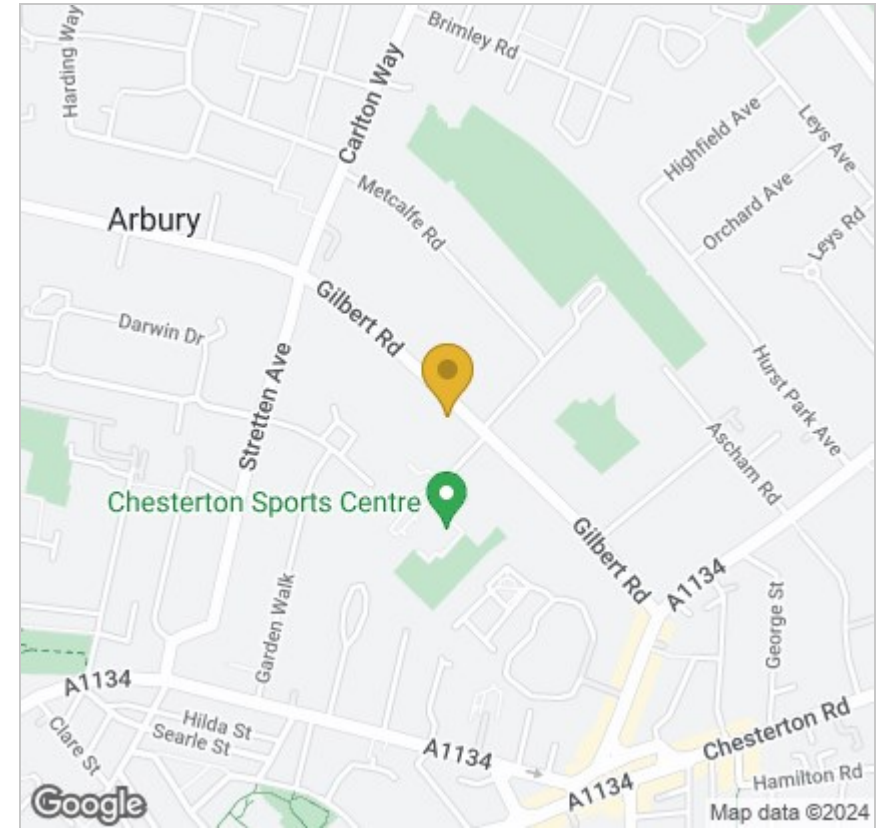 Harding Way
Brimley Rd
Carlton Way
Highfield Ave
Leys Ave
Metcalfe Rd
Orchard Ave
Arbury
Leys Rd
Gilbert Rd
Darwin Dr
Stretten Ave
Hurst Park Ave
Ascham Rd
Chesterton Sports Centre
Gilbert Rd
A1134
Garden Walk
George St
A1134
Hilda St
Searle St
Clare St
A1134
Chesterton Rd
A1134
Hamilton Rd
Google
Map data ©2024